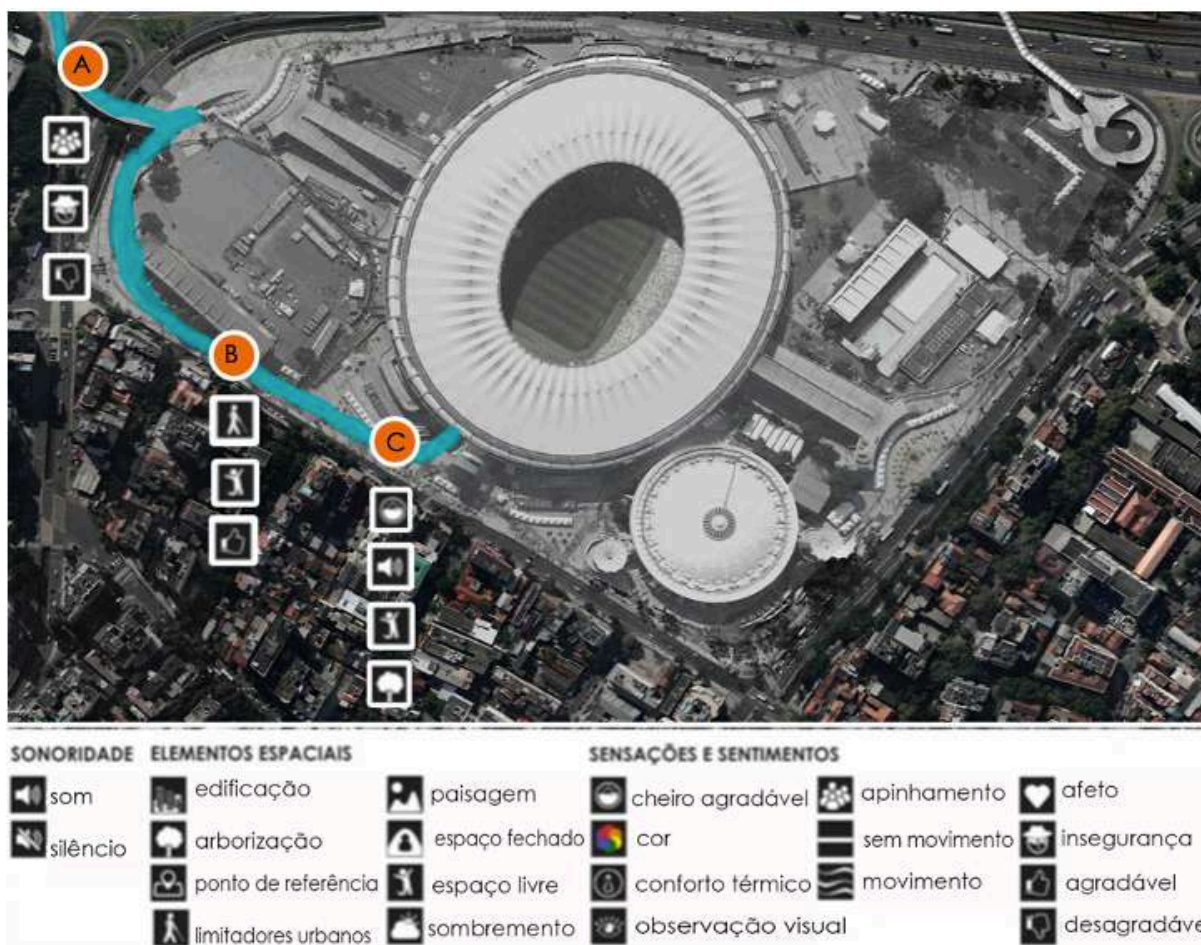 A
B
C
SONORIDADE
som
silêncio
ELEMENTOS ESPACIAIS
edificação
arborização
ponto de referência
limitadores urbanos
paisagem
espaço fechado
espaço livre
sombremento
SENSAÇÕES E SENTIMENTOS
cheiro agradável
cor
conforto térmico
observação visual
apinhamento
sem movimento
movimento
afeto
insegurança
agradável
desagradáve